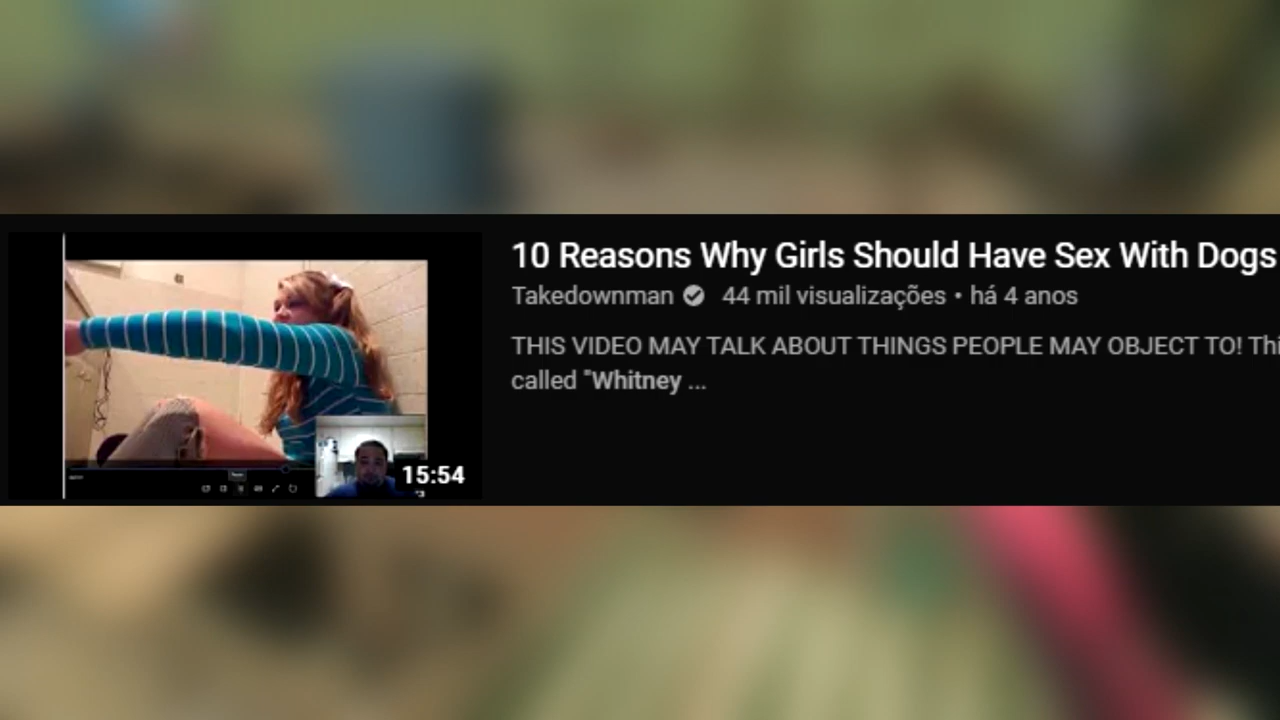 10 Reasons Why Girls Should Have Sex With Dogs
Takedownman 44 mil visualizações • há 4 anos
THIS VIDEO MAY TALK ABOUT THINGS PEOPLE MAY OBJECT TO! Thi
called "Whitney ...
15:54